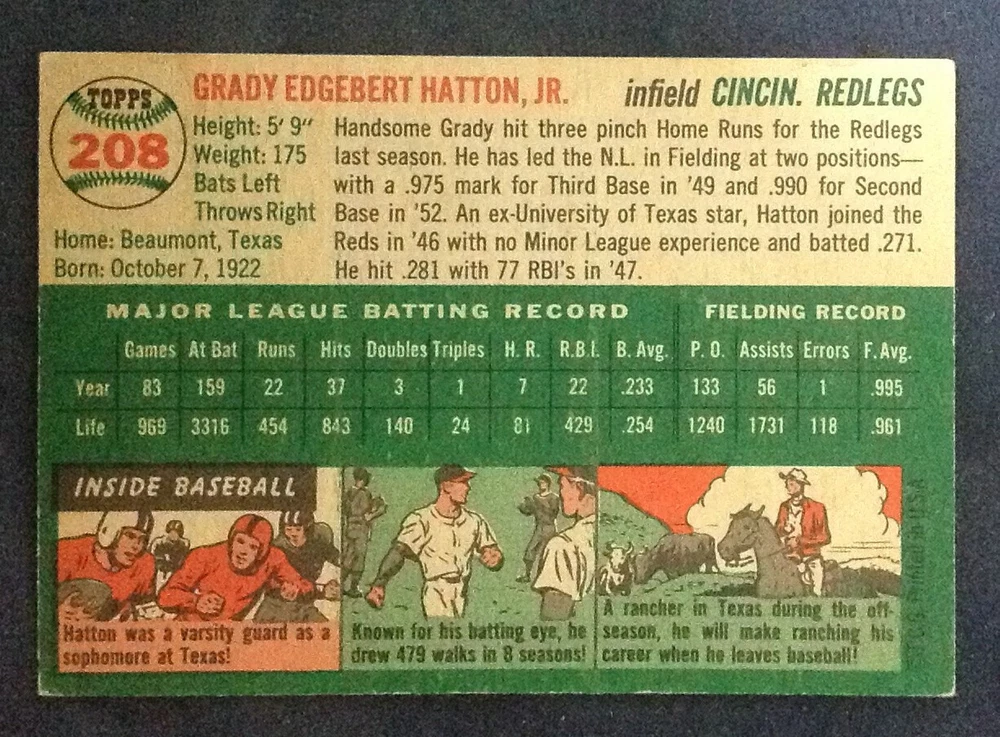 TOPPS
208
GRADY EDGEBERT HATTON, JR. infield CINCIN. REDLEGS
Height: 5' 9"
Weight: 175
Bats Left
Throws Right
Home: Beaumont, Texas
Born: October 7, 1922
Handsome Grady hit three pinch Home Runs for the Redlegs
last season. He has led the N.L. in Fielding at two positions—
with a .975 mark for Third Base in '49 and .990 for Second
Base in '52. An ex-University of Texas star, Hatton joined the
Reds in '46 with no Minor League experience and batted .271.
He hit .281 with 77 RBI's in '47.
MAJOR LEAGUE BATTING RECORD FIELDING RECORD
Games At Bat Runs Hits Doubles Triples H. R. R.B.I. B. Avg. P. O. Assists Errors F. Avg.
Year 83 159 22 37 3 1 7 22 .233 133 56 1 .995
Life 969 3316 454 843 140 24 81 429 .254 1240 1731 118 .961
INSIDE BASEBALL
Hatton was a varsity guard as a
sophomore at Texas!
Known for his batting eye, he
drew 479 walks in 8 seasons!
A rancher in Texas during the off-
season, he will make ranching his
career when he leaves baseball!
U.S.A.